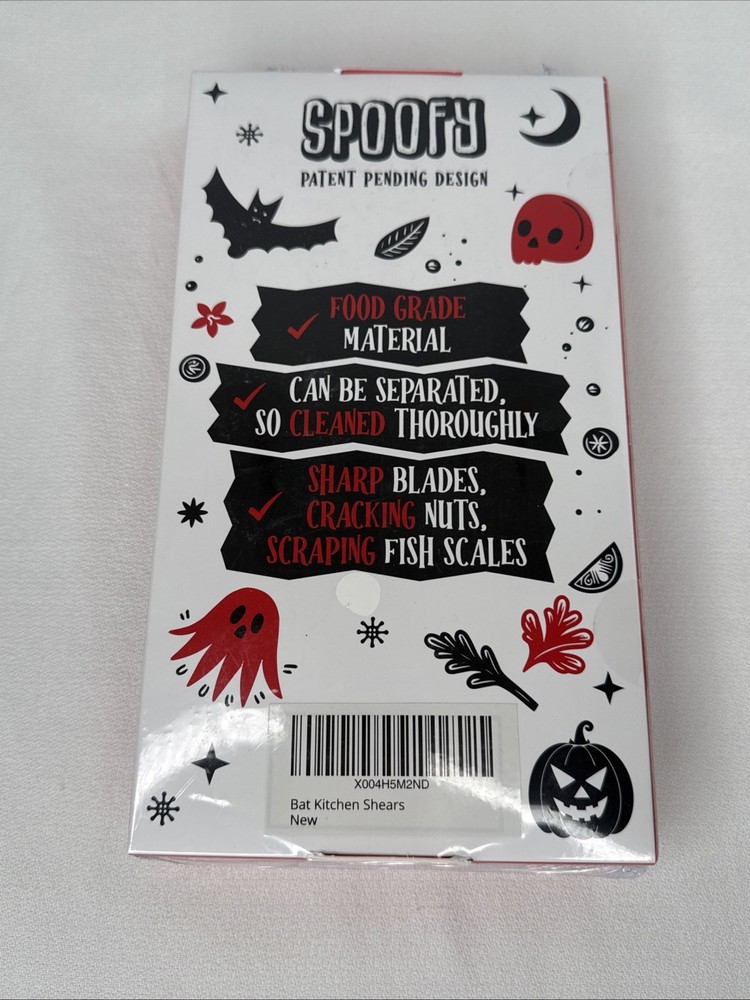 SPOOFY
PATENT PENDING DESIGN
FOOD GRADE
MATERIAL
CAN BE SEPARATED,
SO CLEANED THOROUGHLY
SHARP BLADES,
CRACKING NUTS,
SCRAPING FISH SCALES
X004H5M2ND
Bat Kitchen Shears
New